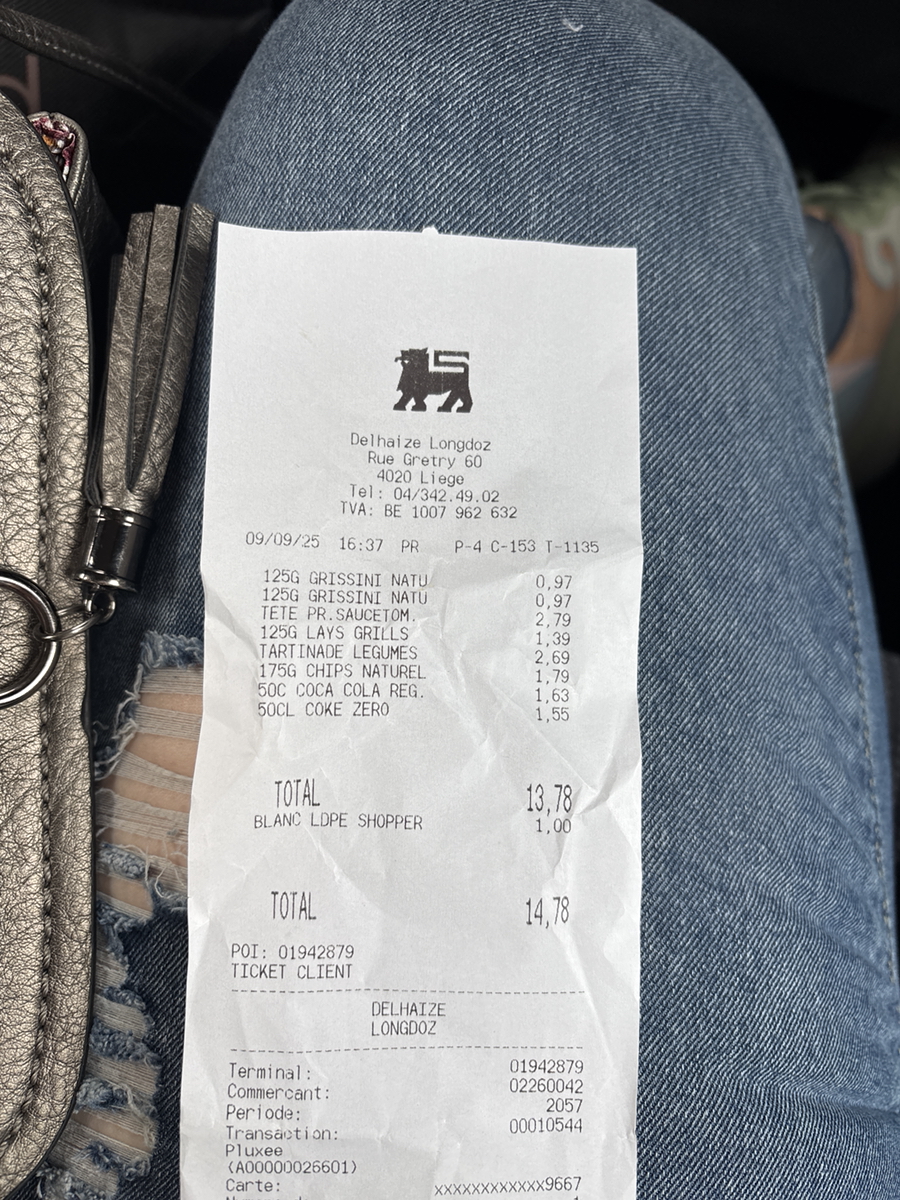 Delhaize Longdoz
Rue Gretry 60
4020 Liege
Tel: 04/342.49.02
TVA: BE 1007 962 632
09/09/25 16:37 PR P-4 C-153 T-1135
125G GRISSINI NATU 0,97
125G GRISSINI NATU 0,97
TETE PR.SAUCETOM. 2,79
125G LAYS GRILLS 1,39
TARTINADE LEGUMES 2,69
175G CHIPS NATUREL 1,79
50C COCA COLA REG. 1,63
50CL COKE ZERO 1,55
TOTAL 13,78
BLANC LDPE SHOPPER 1,00
TOTAL 14,78
POI: 01942879
TICKET CLIENT
DELHAIZE
LONGDOZ
Terminal: 01942879
Commercant: 02260042
Periode: 2057
Transaction: 00010544
Pluxee
(A00000026601)
Carte: xxxxxxxxxxxx9667